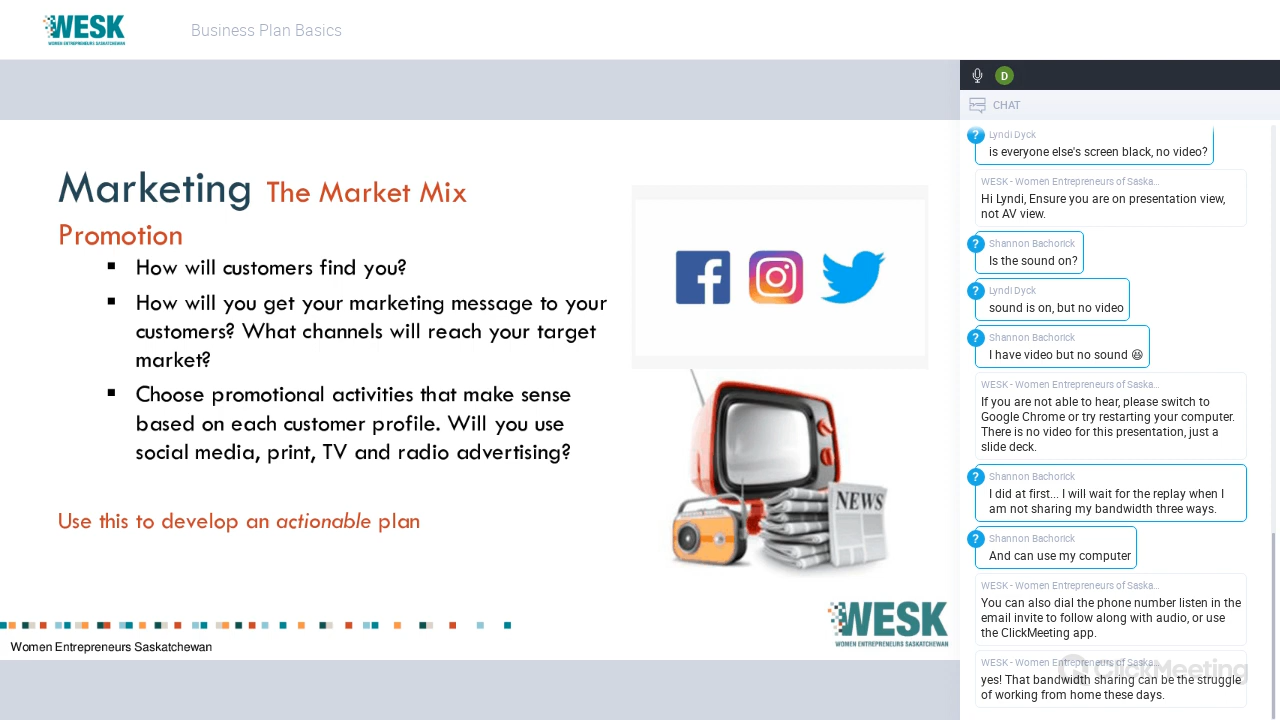 WESK
WOMEN ENTREPRENEURS SASKATCHEWAN
Business Plan Basics
Marketing The Market Mix
Promotion
▪ How will customers find you?
▪ How will you get your marketing message to your
customers? What channels will reach your target
market?
▪ Choose promotional activities that make sense
based on each customer profile. Will you use
social media, print, TV and radio advertising?
Use this to develop an actionable plan
NEWS
WESK
WOMEN ENTREPRENEURS SASKATCHEWAN
Women Entrepreneurs Saskatchewan
D
CHAT
?
Lyndi Dyck
is everyone else's screen black, no video?
WESK - Women Entrepreneurs of Saska...
Hi Lyndi, Ensure you are on presentation view,
not AV view.
?
Shannon Bachorick
Is the sound on?
?
Lyndi Dyck
sound is on, but no video
?
Shannon Bachorick
I have video but no sound 😆
WESK - Women Entrepreneurs of Saska...
If you are not able to hear, please switch to
Google Chrome or try restarting your computer.
There is no video for this presentation, just a
slide deck.
?
Shannon Bachorick
I did at first... I will wait for the replay when I
am not sharing my bandwidth three ways.
?
Shannon Bachorick
And can use my computer
WESK - Women Entrepreneurs of Saska...
You can also dial the phone number listen in the
email invite to follow along with audio, or use
the ClickMeeting app.
WESK - Women Entrepreneurs of Saska...
yes! That bandwidth sharing can be the struggle
of working from home these days.
ClickMeeting